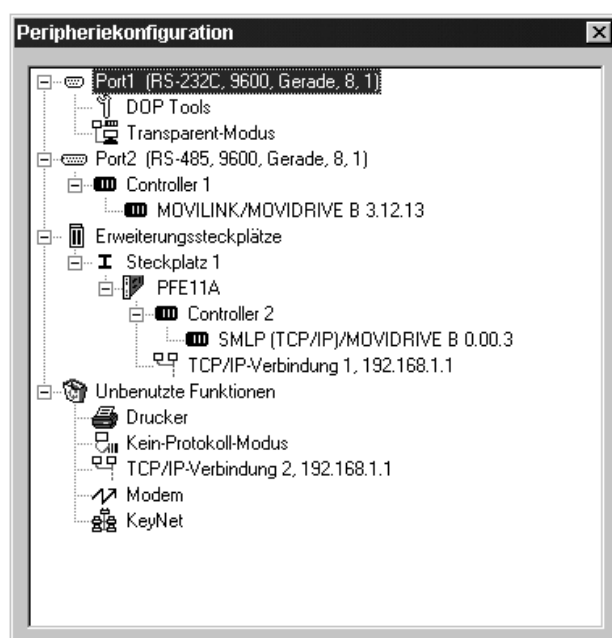 Peripheriekonfiguration
Port1 (RS-232C, 9600, Gerade, 8, 1)
DOP Tools
Transparent-Modus
Port2 (RS-485, 9600, Gerade, 8, 1)
Controller 1
MOVILINK/MOVIDRIVE B 3.12.13
Erweiterungssteckplätze
Steckplatz 1
PFE11A
Controller 2
SMLP (TCP/IP)/MOVIDRIVE B 0.00.3
TCP/IP-Verbindung 1, 192.168.1.1
Unbenutzte Funktionen
Drucker
Kein-Protokoll-Modus
TCP/IP-Verbindung 2, 192.168.1.1
Modem
KeyNet